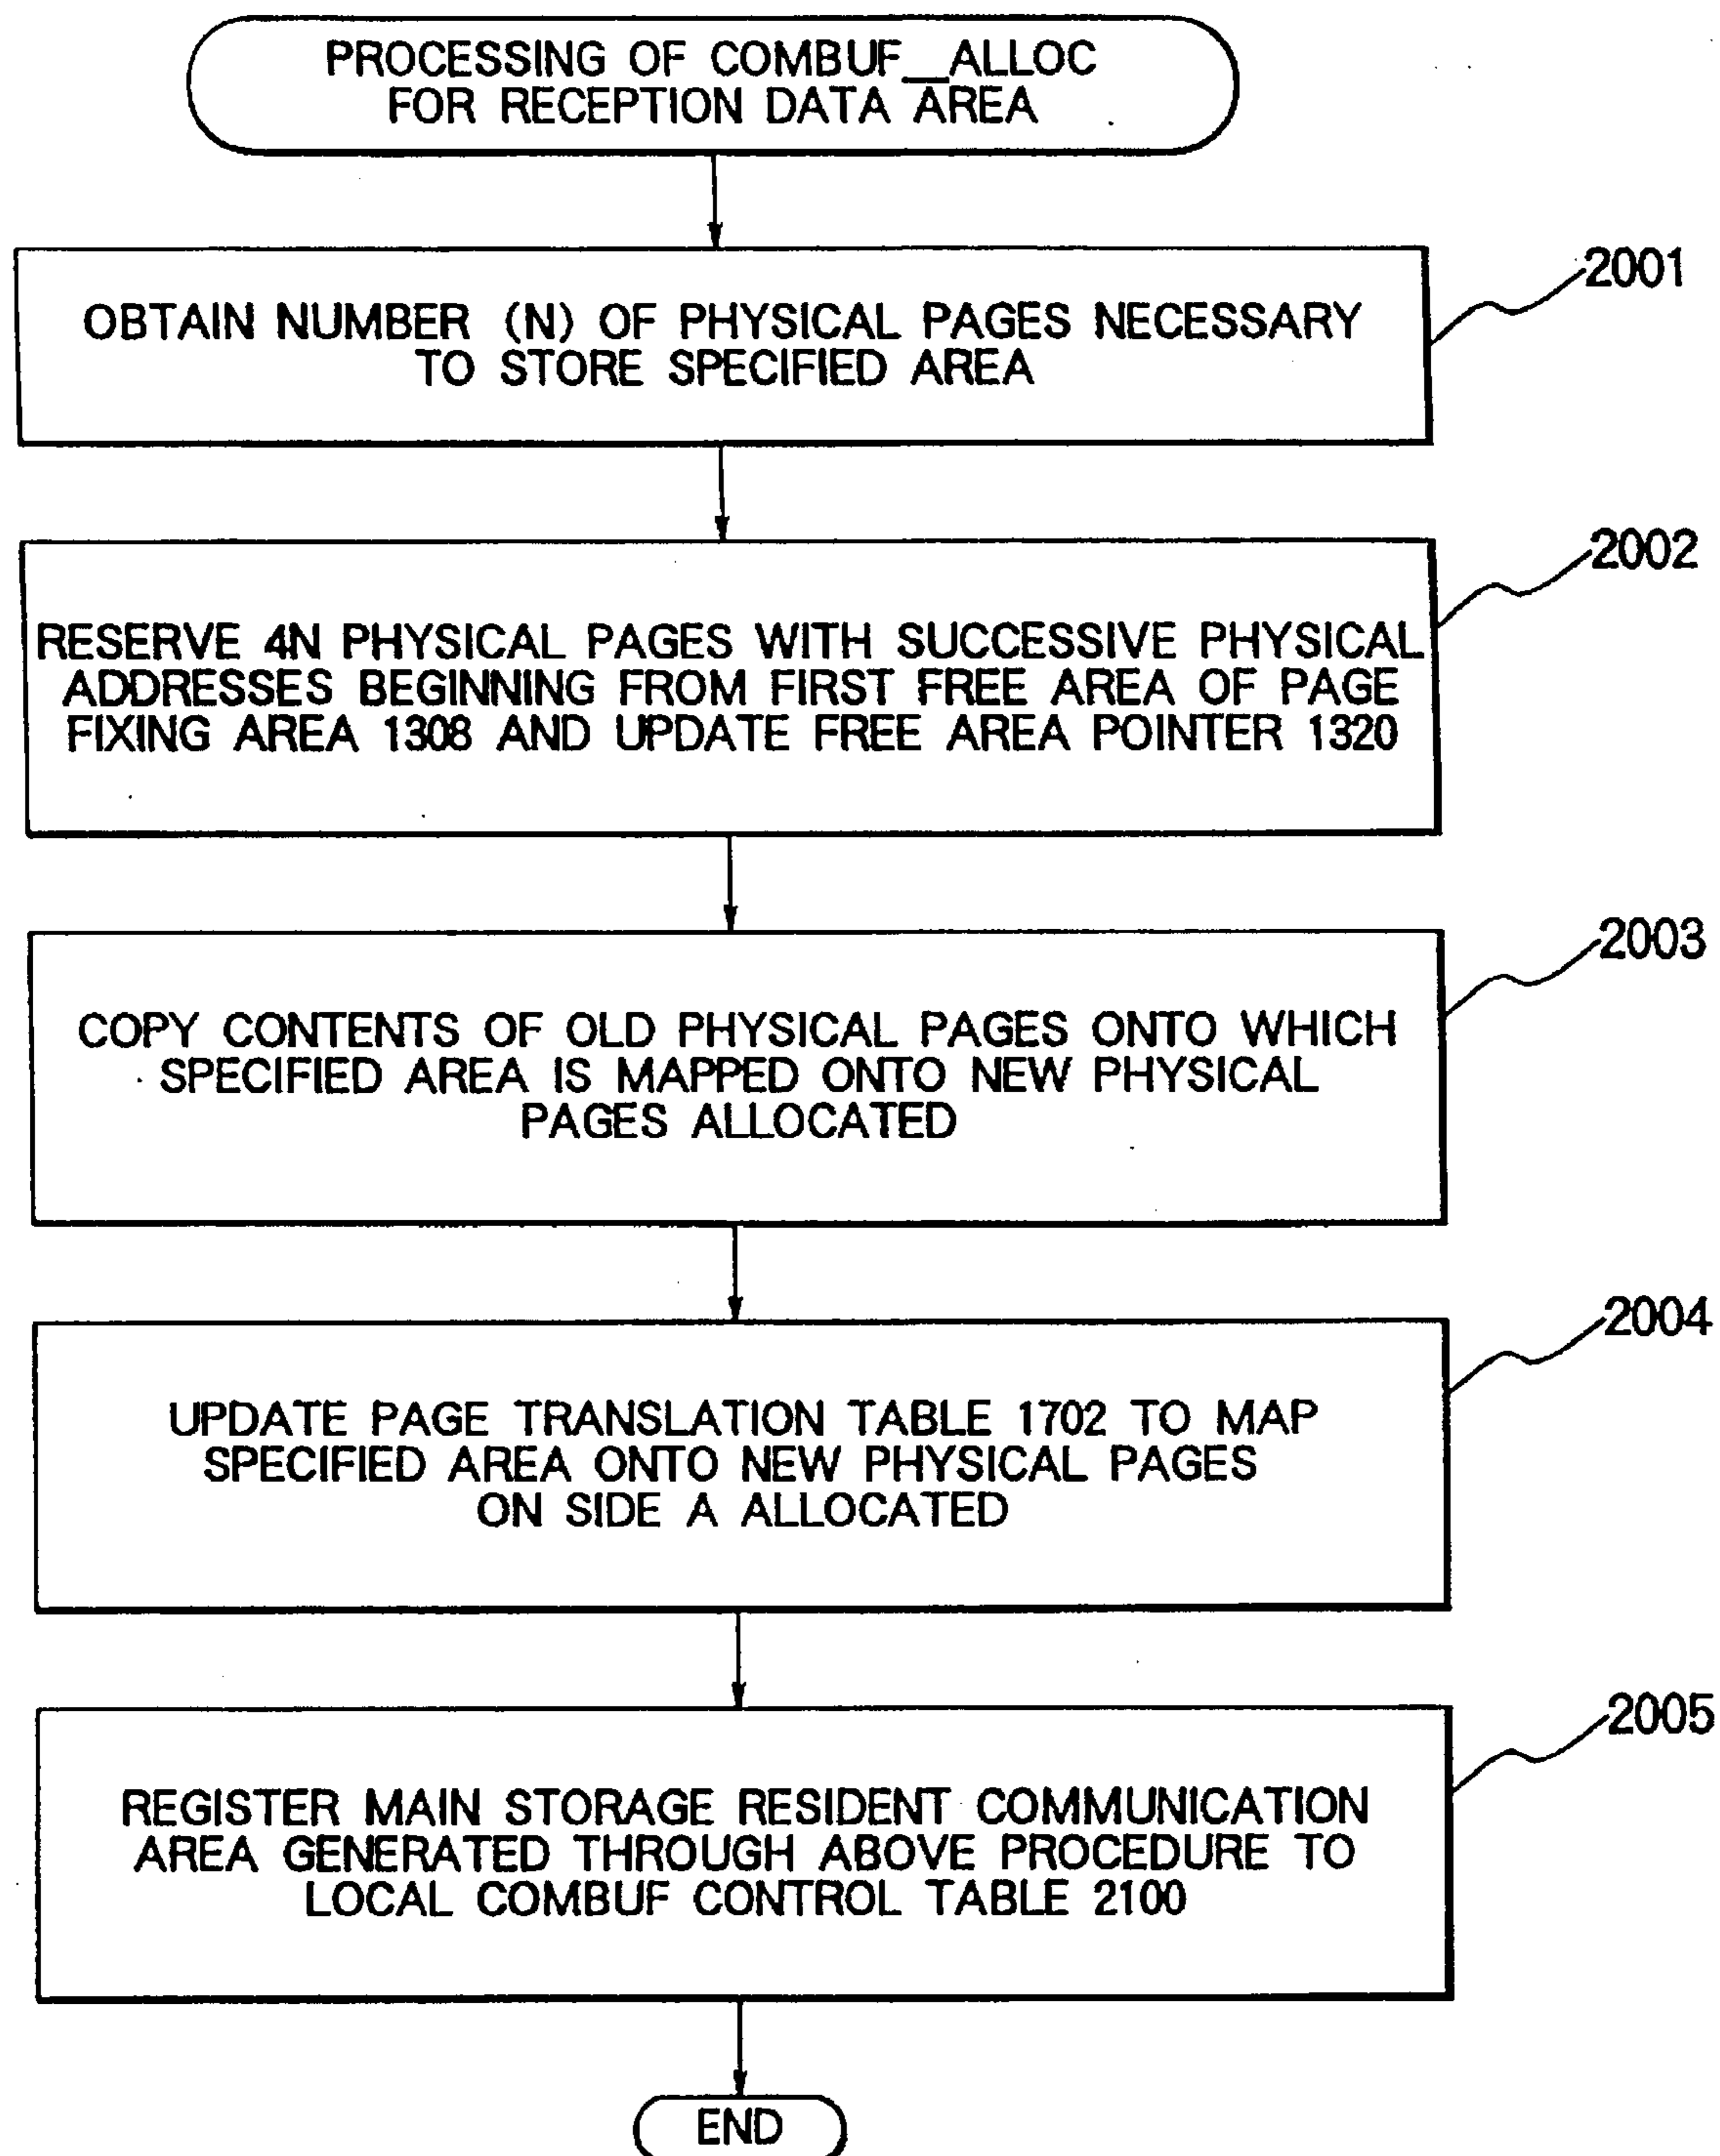 PROCESSING OF COMBUF__ALLOC
FOR RECEPTION DATA AREA
2001
OBTAIN NUMBER (N) OF PHYSICAL PAGES NECESSARY
TO STORE SPECIFIED AREA
2002
RESERVE 4N PHYSICAL PAGES WITH SUCCESSIVE PHYSICAL
ADDRESSES BEGINNING FROM FIRST FREE AREA OF PAGE
FIXING AREA 1308 AND UPDATE FREE AREA POINTER 1320
2003
COPY CONTENTS OF OLD PHYSICAL PAGES ONTO WHICH
SPECIFIED AREA IS MAPPED ONTO NEW PHYSICAL
PAGES ALLOCATED
2004
UPDATE PAGE TRANSLATION TABLE 1702 TO MAP
SPECIFIED AREA ONTO NEW PHYSICAL PAGES
ON SIDE A ALLOCATED
2005
REGISTER MAIN STORAGE RESIDENT COMMUNICATION
AREA GENERATED THROUGH ABOVE PROCEDURE TO
LOCAL COMBUF CONTROL TABLE 2100
END